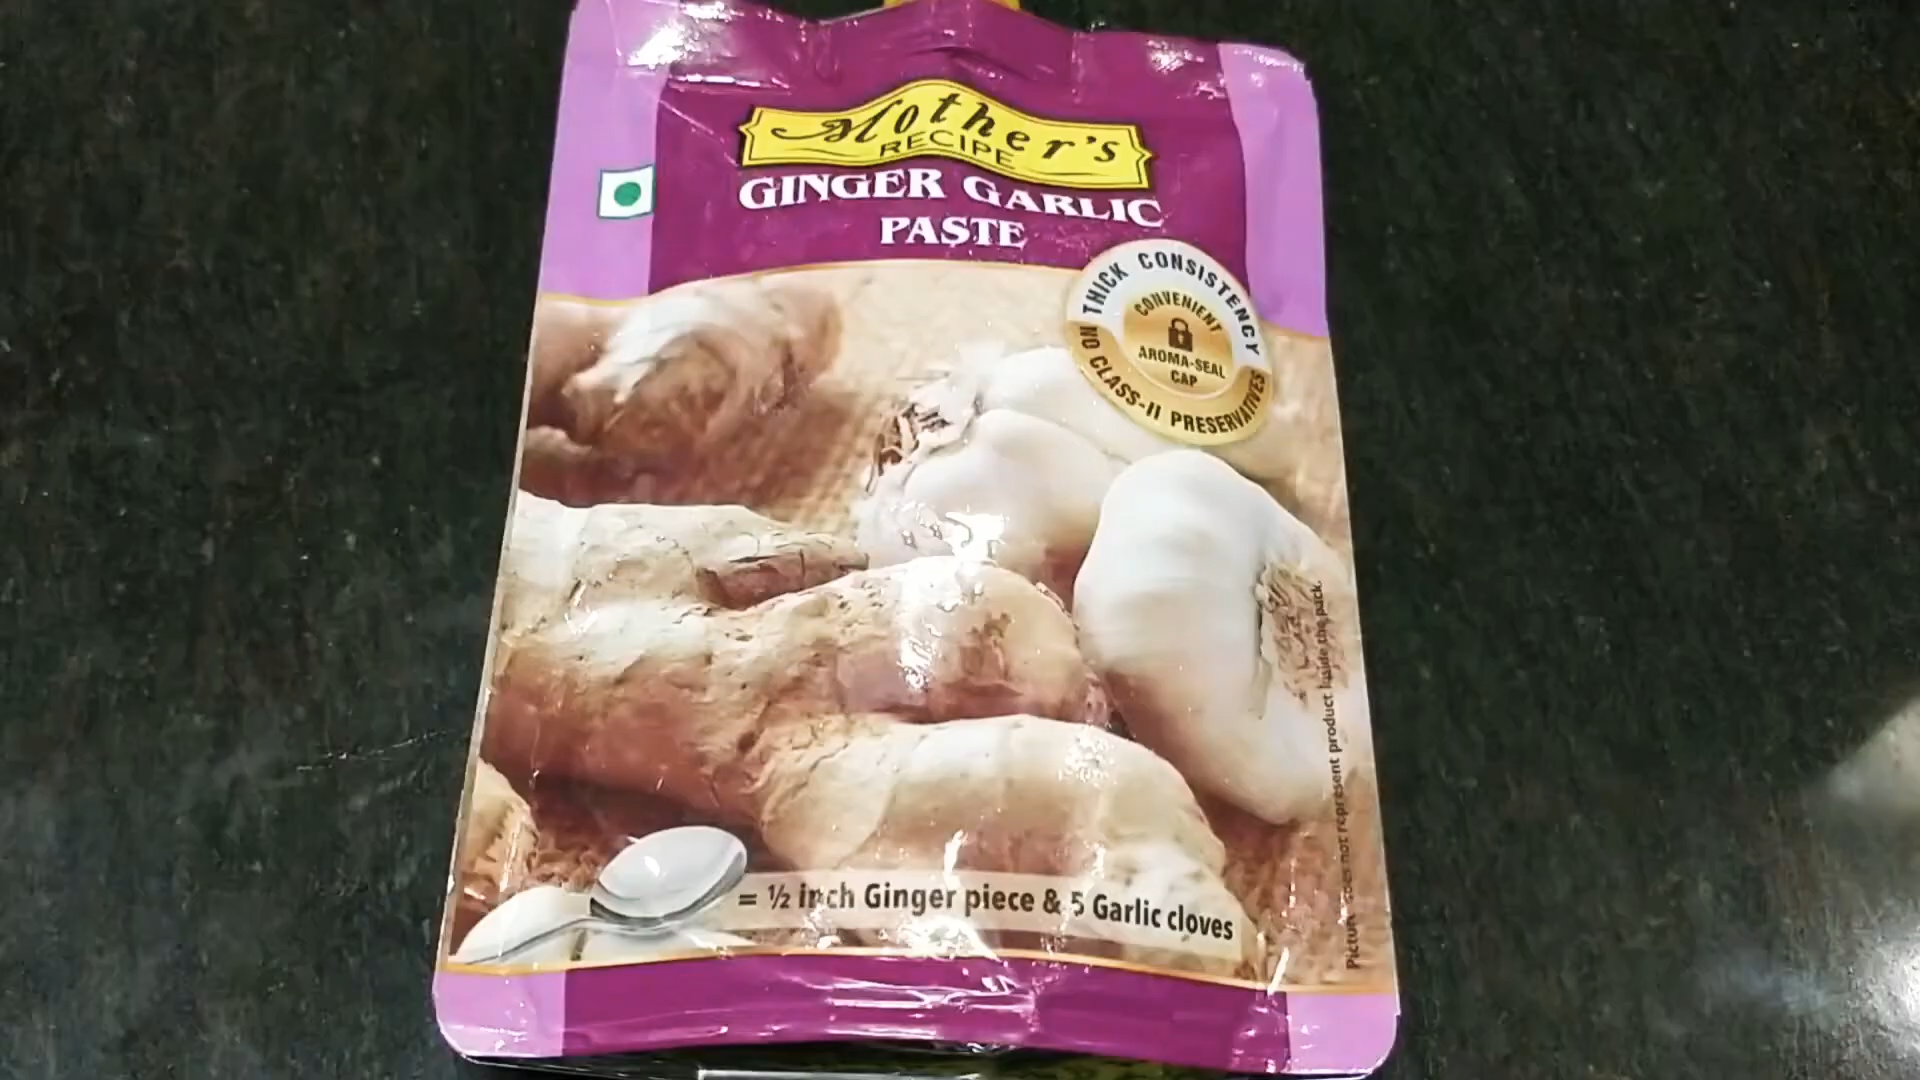 Mother's
RECIPE
GINGER GARLIC
PASTE
THICK CONSISTENCY
NO CLASS-II PRESERVATIVES
CONVENIENT
AROMA-SEAL
CAP
= ½ inch Ginger piece & 5 Garlic cloves
Picture does not represent product inside the pack.